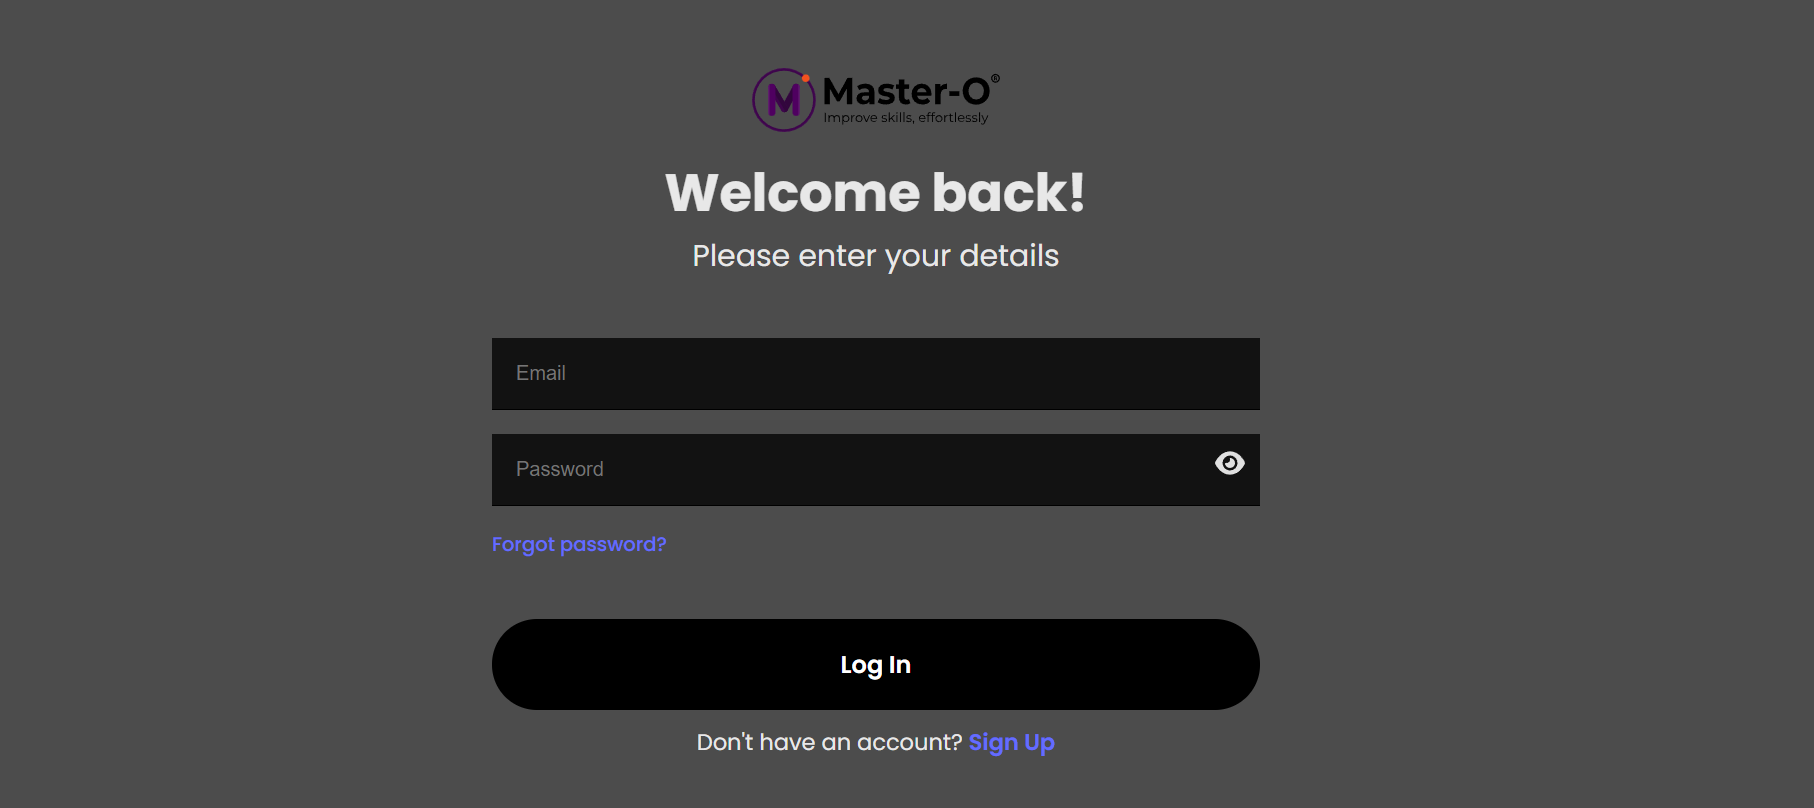 Master-O®
Improve skills, effortlessly
Welcome back!
Please enter your details
Email
Password
Forgot password?
Log In
Don't have an account? Sign Up